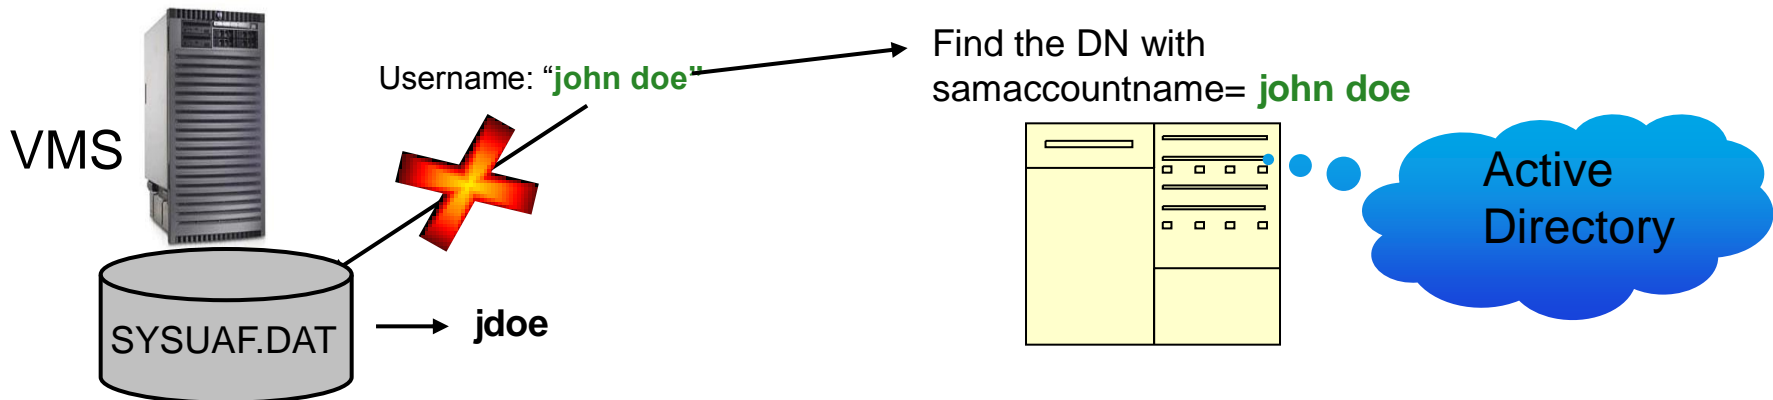 Find the DN with
samaccountname= john doe
Username: “john doe”
VMS
Active
Directory
SYSUAF.DAT
jdoe